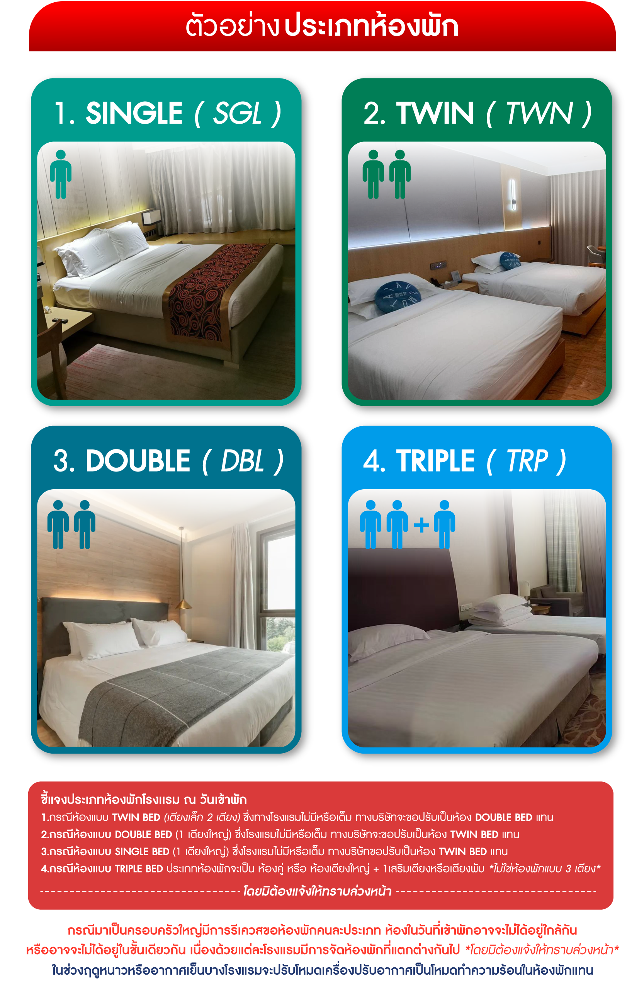 ตัวอย่างประเภทห้องพัก
1. SINGLE ( SGL )
2. TWIN ( TWN )
3. DOUBLE ( DBL )
4. TRIPLE ( TRP )
+
ชี้แจงประเภทห้องพักโรงแรม ณ วันเข้าพัก
1.กรณีห้องแบบ TWIN BED (เตียงเล็ก 2 เตียง) ซึ่งทางโรงแรมไม่มีหรือเต็ม ทางบริษัทจะขอปรับเป็นห้อง DOUBLE BED แทน
2.กรณีห้องแบบ DOUBLE BED (1 เตียงใหญ่) ซึ่งโรงแรมไม่มีหรือเต็ม ทางบริษัทจะขอปรับเป็นห้อง TWIN BED แทน
3.กรณีห้องแบบ SINGLE BED (1 เตียงใหญ่) ซึ่งโรงแรมไม่มีหรือเต็ม ทางบริษัทขอปรับเป็นห้อง TWIN BED แทน
4.กรณีห้องแบบ TRIPLE BED ประเภทห้องพักจะเป็น ห้องคู่ หรือ ห้องเตียงใหญ่ + 1เสริมเตียงหรือเตียงพับ *ไม่ใช่ห้องพักแบบ 3 เตียง*
โดยมิต้องแจ้งให้ทราบล่วงหน้า
กรณีมาเป็นครอบครัวใหญ่มีการรีเควสขอห้องพักคนละประเภท ห้องในวันที่เข้าพักอาจจะไม่ได้อยู่ใกล้กัน
หรืออาจจะไม่ได้อยู่ในชั้นเดียวกัน เนื่องด้วยแต่ละโรงแรมมีการจัดห้องพักที่แตกต่างกันไป *โดยมิต้องแจ้งให้ทราบล่วงหน้า*
ในช่วงฤดูหนาวหรืออากาศเย็นบางโรงแรมจะปรับโหมดเครื่องปรับอากาศเป็นโหมดทำความร้อนในห้องพักแทน